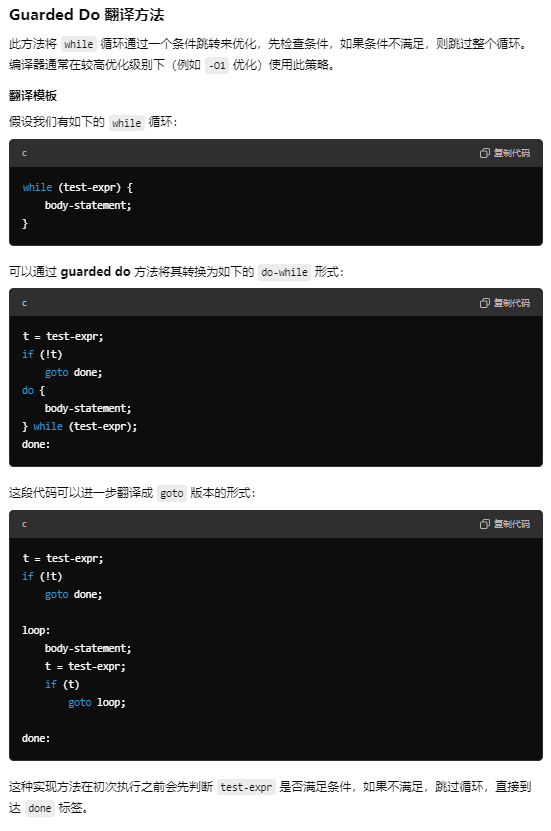 Guarded Do 翻译方法
此方法将 while 循环通过一个条件跳转来优化，先检查条件，如果条件不满足，则跳过整个循环。
编译器通常在较高优化级别下（例如 -O1 优化）使用此策略。
翻译模板
假设我们有如下的 while 循环：
c 复制代码
while (test-expr) {
    body-statement;
}
可以通过 guarded do 方法将其转换为如下的 do-while 形式：
c 复制代码
t = test-expr;
if (!t)
    goto done;
do {
    body-statement;
} while (test-expr);
done:
这段代码可以进一步翻译成 goto 版本的形式：
c 复制代码
t = test-expr;
if (!t)
    goto done;
loop:
    body-statement;
    t = test-expr;
    if (t)
        goto loop;
done:
这种实现方法在初次执行之前会先判断 test-expr 是否满足条件，如果不满足，跳过循环，直接到
达 done 标签。